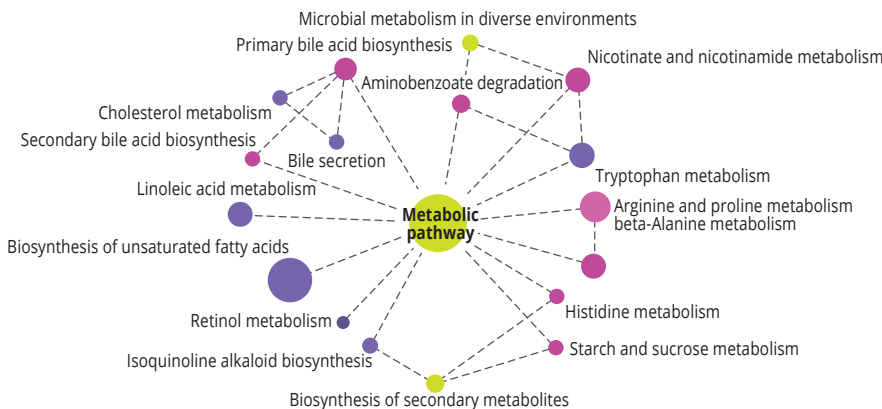 Microbial metabolism in diverse environments
Primary bile acid biosynthesis
Nicotinate and nicotinamide metabolism
Aminobenzoate degradation
Cholesterol metabolism
Secondary bile acid biosynthesis
Bile secretion
Tryptophan metabolism
Linoleic acid metabolism
Arginine and proline metabolism
beta-Alanine metabolism
Metabolic
pathway
Biosynthesis of unsaturated fatty acids
Histidine metabolism
Retinol metabolism
Starch and sucrose metabolism
Isoquinoline alkaloid biosynthesis
Biosynthesis of secondary metabolites